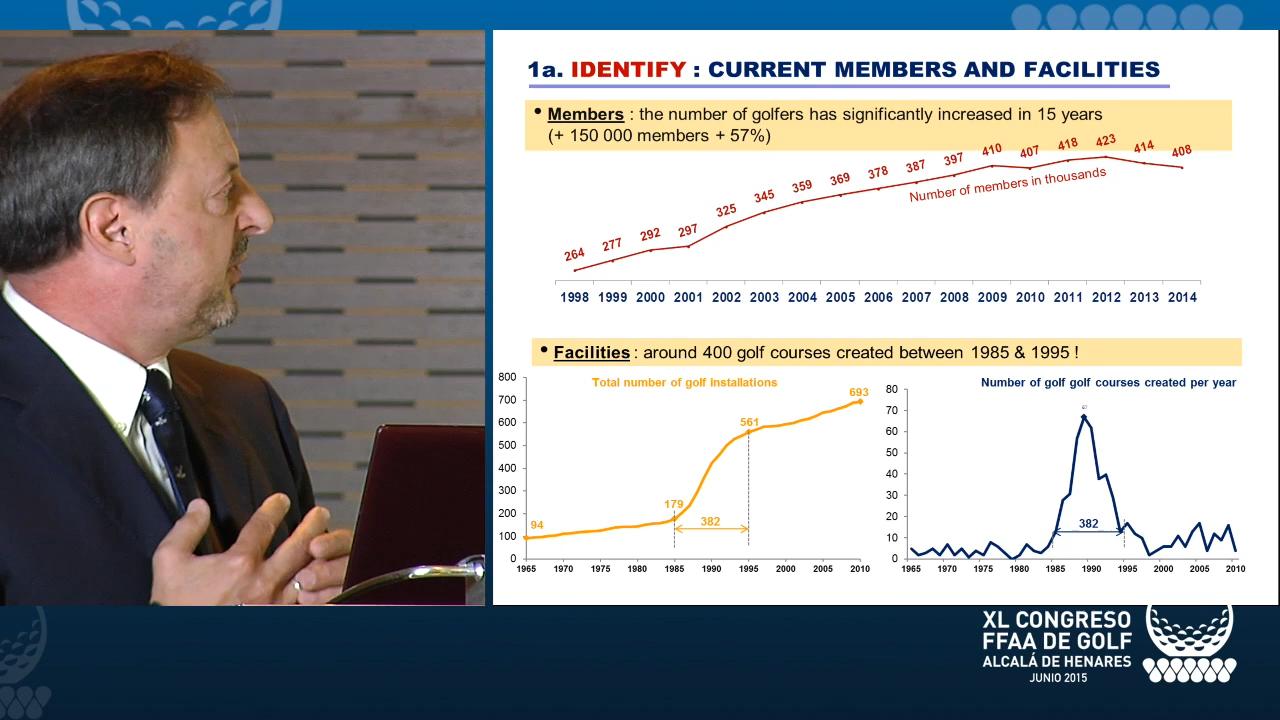 1a. IDENTIFY : CURRENT MEMBERS AND FACILITIES
• Members : the number of golfers has significantly increased in 15 years
(+ 150 000 members + 57%)
264 277 292 297 325 345 359 369 378 387 397 410 407 418 423 414 408
Number of members in thousands
1998 1999 2000 2001 2002 2003 2004 2005 2006 2007 2008 2009 2010 2011 2012 2013 2014
• Facilities : around 400 golf courses created between 1985 & 1995 !
Total number of golf installations
800
700
600
500
400
300
200
100
0
94
179
382
561
693
1965 1970 1975 1980 1985 1990 1995 2000 2005 2010
Number of golf golf courses created per year
80
70
60
50
40
30
20
10
0
67
382
1965 1970 1975 1980 1985 1990 1995 2000 2005 2010
XL CONGRESO
FFAA DE GOLF
ALCALÁ DE HENARES
JUNIO 2015